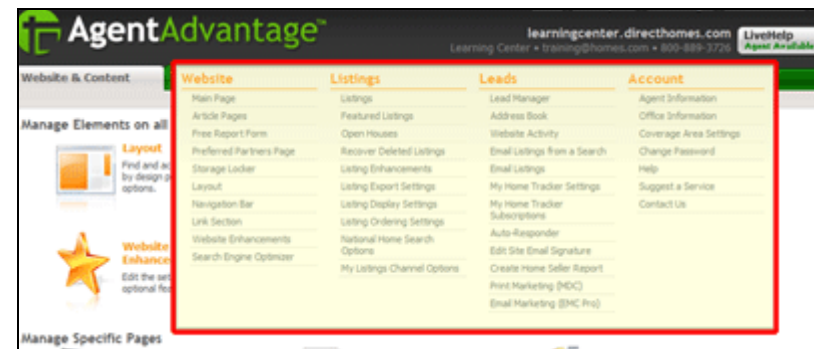 AgentAdvantage™
learningcenter.directhomes.com
Learning Center • training@homes.com • 800-889-3726
LiveHelp
Agent Available
Website & Content
Manage Elements on all
Layout
Find and ad
by design p
options.
Website
Enhance
Edit the set
optional fea
Manage Specific Pages
Website
Main Page
Article Pages
Free Report Form
Preferred Partners Page
Storage Locker
Layout
Navigation Bar
Link Section
Website Enhancements
Search Engine Optimizer
Listings
Listings
Featured Listings
Open Houses
Recover Deleted Listings
Listing Enhancements
Listing Export Settings
Listing Display Settings
Listing Ordering Settings
National Home Search
Options
My Listings Channel Options
Leads
Lead Manager
Address Book
Website Activity
Email Listings from a Search
Email Listings
My Home Tracker Settings
My Home Tracker
Subscriptions
Auto-Responder
Edit Site Email Signature
Create Home Seller Report
Print Marketing (MDC)
Email Marketing (EMC Pro)
Account
Agent Information
Office Information
Coverage Area Settings
Change Password
Help
Suggest a Service
Contact Us